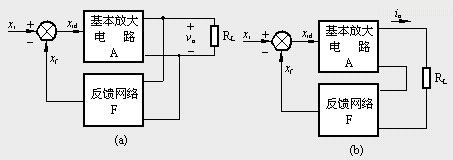 Xi
+
−
Xid
Xf
基本放大
电 路
A
+
vo
−
RL
反馈网络
F
(a)
Xi
+
−
Xid
Xf
基本放大
电 路
A
io
RL
反馈网络
F
(b)